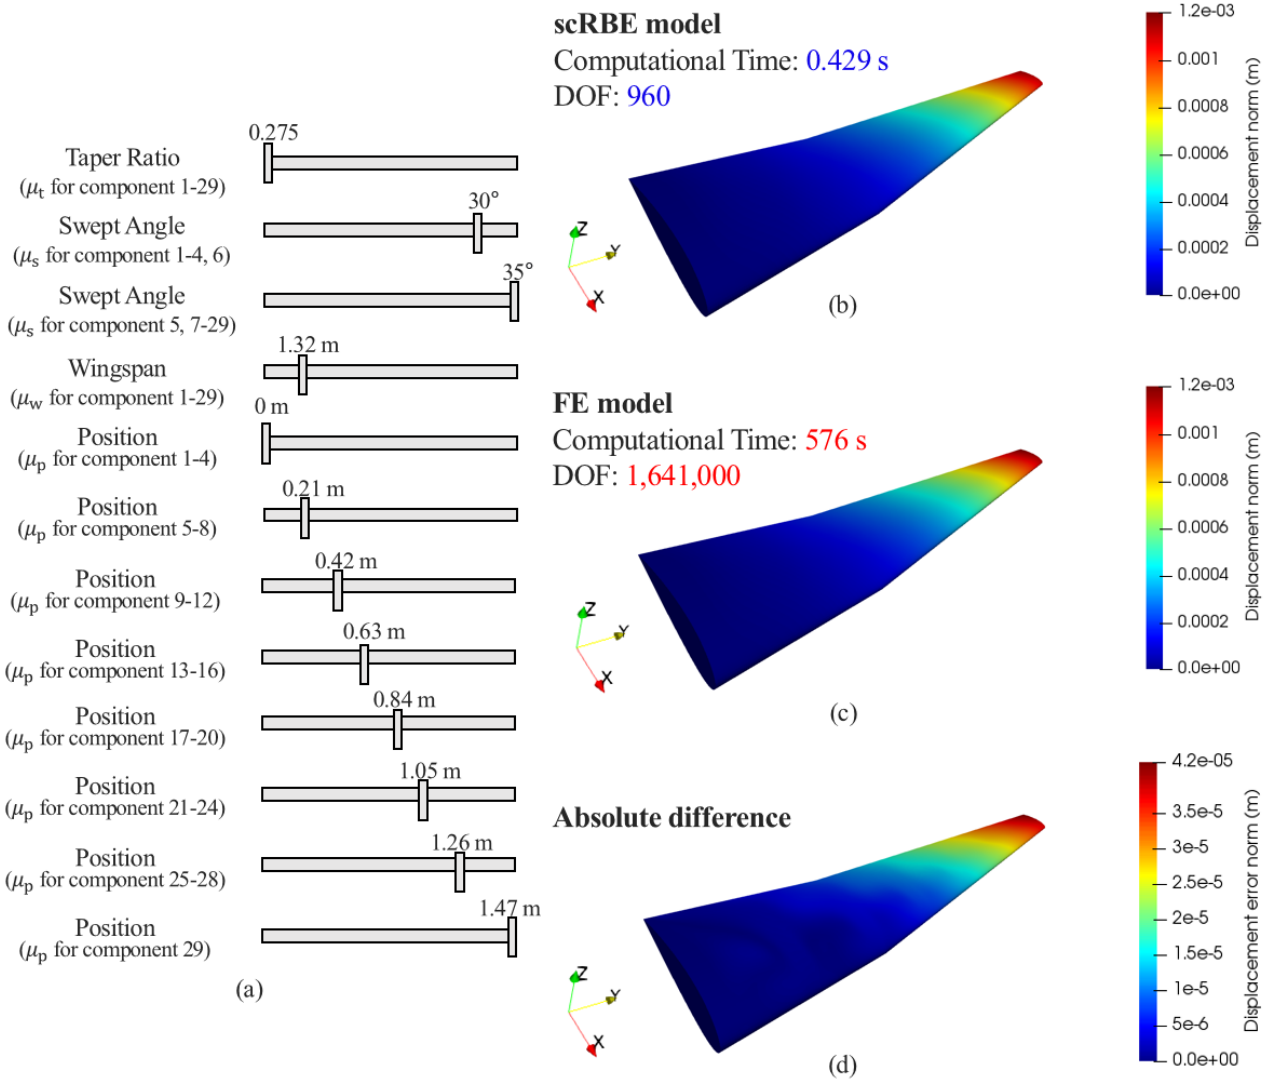 0.275
Taper Ratio
(μt for component 1-29)
30°
Swept Angle
(μs for component 1-4, 6)
35°
Swept Angle
(μs for component 5, 7-29)
1.32 m
Wingspan
(μw for component 1-29)
0 m
Position
(μp for component 1-4)
0.21 m
Position
(μp for component 5-8)
0.42 m
Position
(μp for component 9-12)
0.63 m
Position
(μp for component 13-16)
0.84 m
Position
(μp for component 17-20)
1.05 m
Position
(μp for component 21-24)
1.26 m
Position
(μp for component 25-28)
1.47 m
Position
(μp for component 29)
(a)
scRBE model
Computational Time: 0.429 s
DOF: 960
Z
Y
X
(b)
1.2e-03
0.001
0.0008
0.0006
0.0004
0.0002
0.0e+00
Displacement norm (m)
FE model
Computational Time: 576 s
DOF: 1,641,000
Z
Y
X
(c)
1.2e-03
0.001
0.0008
0.0006
0.0004
0.0002
0.0e+00
Displacement norm (m)
Absolute difference
Z
Y
X
(d)
4.2e-05
3.5e-5
3e-5
2.5e-5
2e-5
1.5e-5
1e-5
5e-6
0.0e+00
Displacement error norm (m)